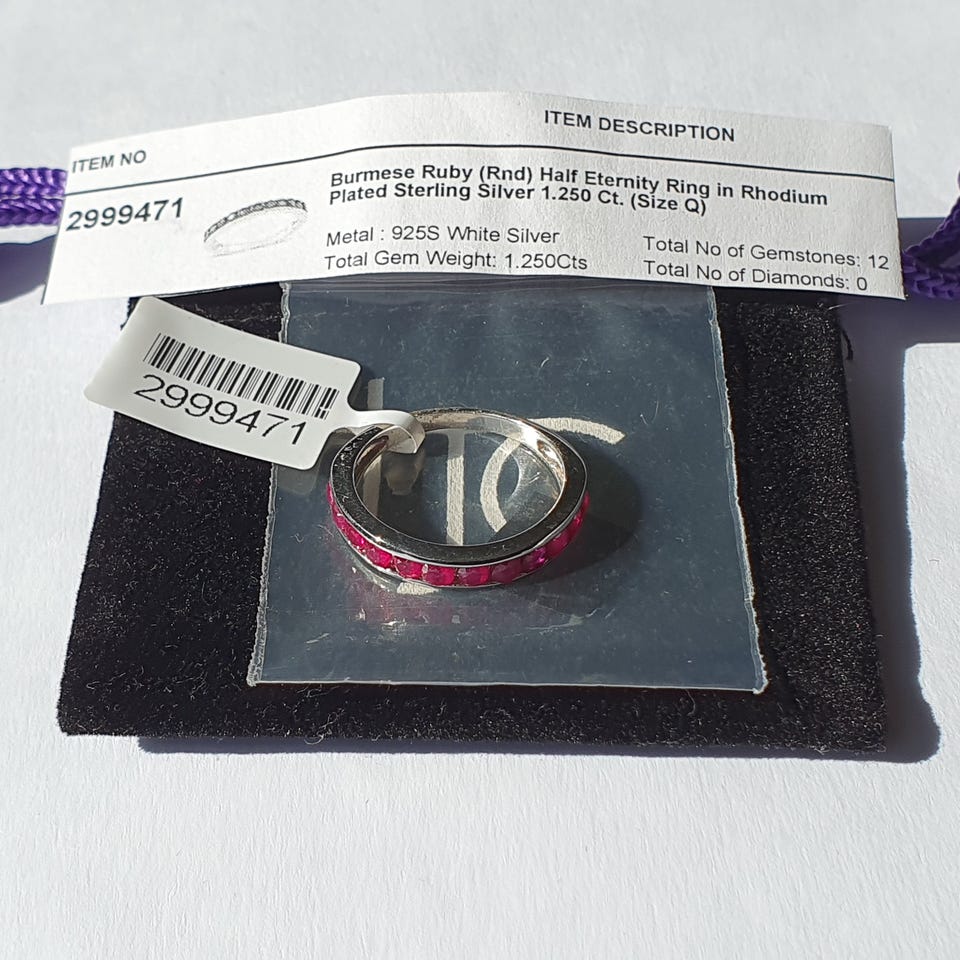 ITEM NO
ITEM DESCRIPTION
2999471
Burmese Ruby (Rnd) Half Eternity Ring in Rhodium
Plated Sterling Silver 1.250 Ct. (Size Q)
Metal : 925S White Silver
Total Gem Weight: 1.250Cts
Total No of Gemstones: 12
Total No of Diamonds: 0
2999471